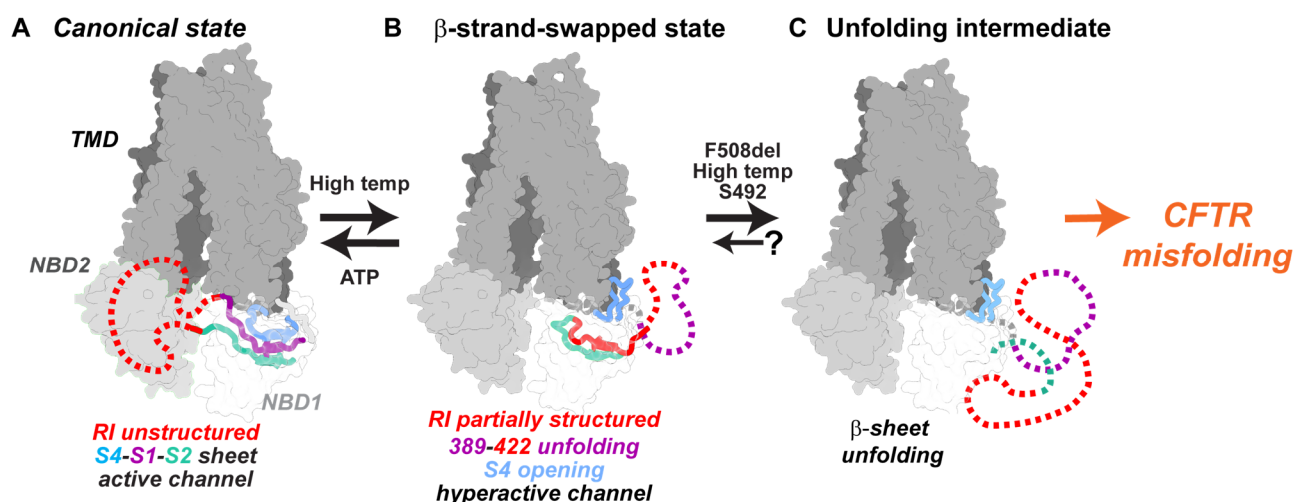 A Canonical state
B β-strand-swapped state
C Unfolding intermediate
TMD
High temp
ATP
F508del
High temp
S492
?
CFTR
misfolding
NBD2
NBD1
RI unstructured
S4-S1-S2 sheet
active channel
RI partially structured
389-422 unfolding
S4 opening
hyperactive channel
β-sheet
unfolding